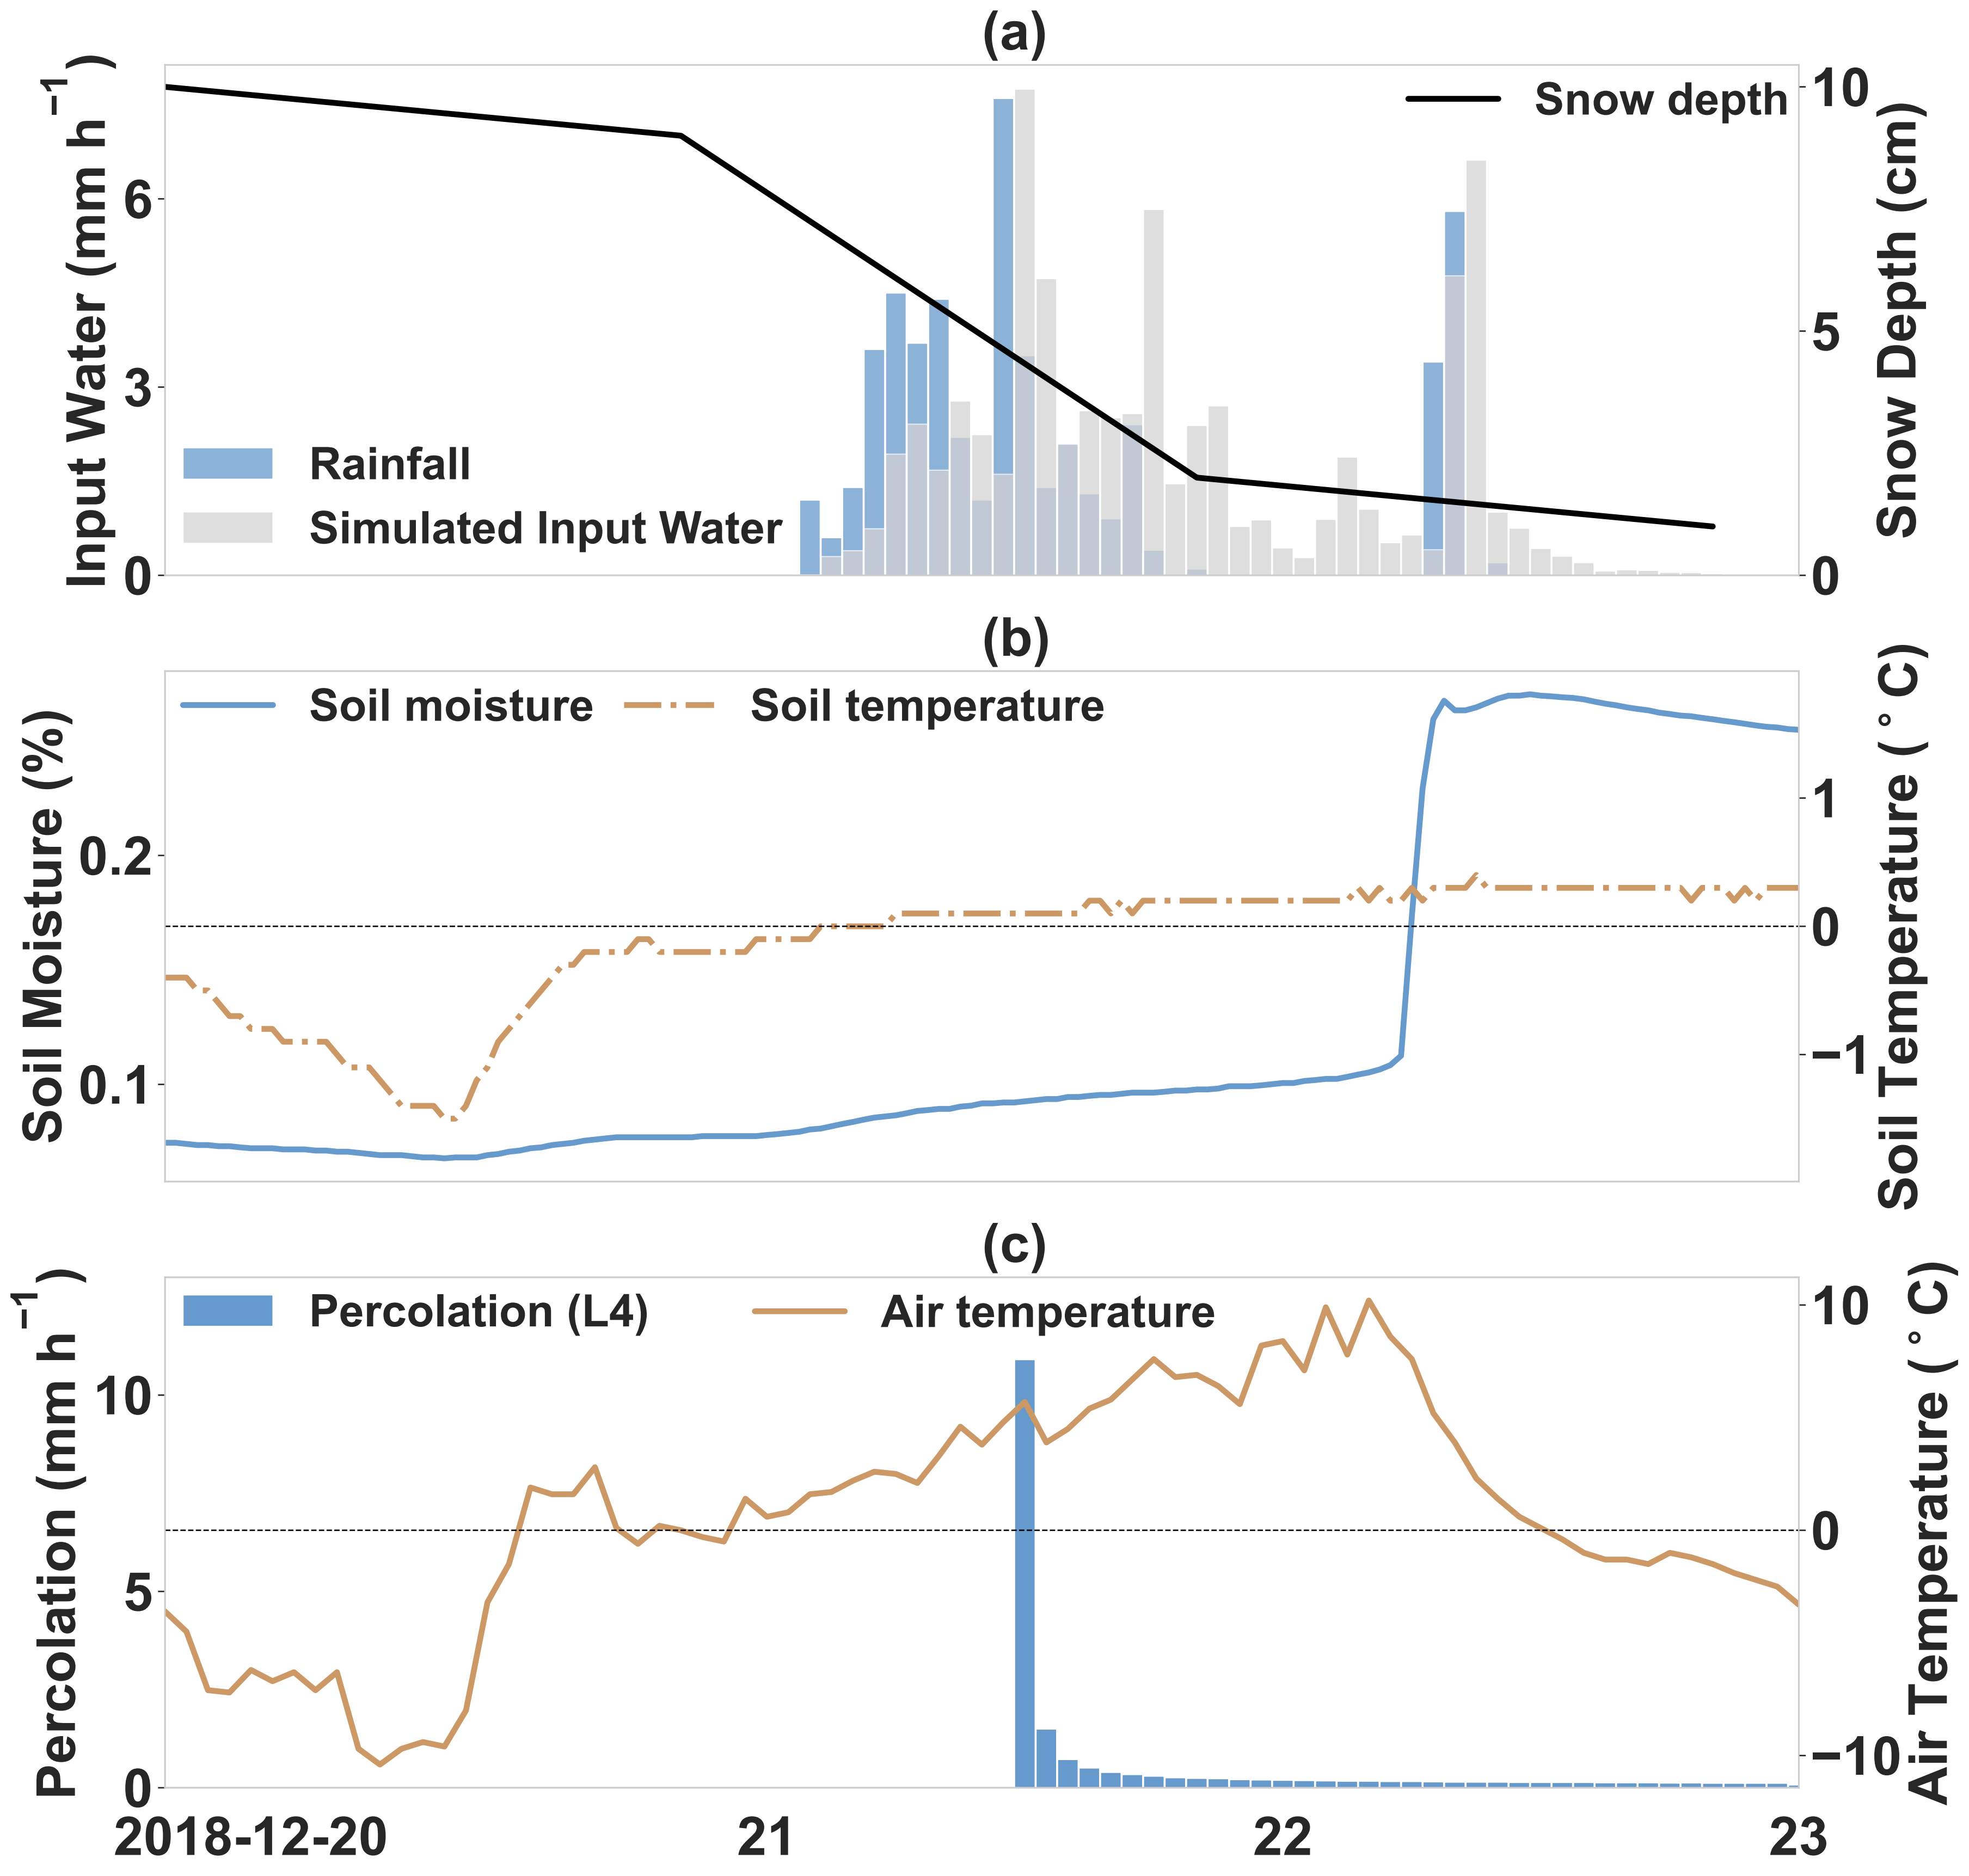 (a)
Input Water (mm h⁻¹)
6
3
0
Snow depth
Rainfall
Simulated Input Water
10
5
0
Snow Depth (cm)
(b)
Soil Moisture (%)
0.2
0.1
Soil moisture
Soil temperature
1
0
−1
Soil Temperature (° C)
(c)
Percolation (mm h⁻¹)
10
5
0
Percolation (L4)
Air temperature
10
0
−10
Air Temperature (° C)
2018-12-20
21
22
23